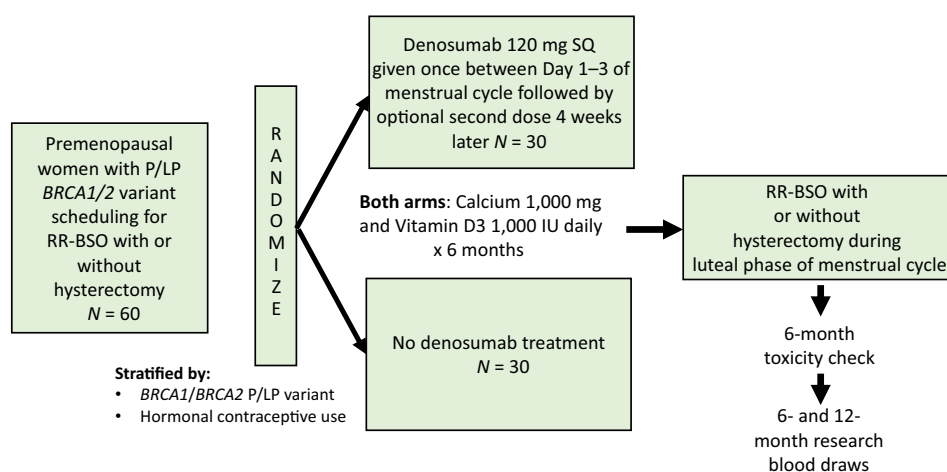 Premenopausal
women with P/LP
BRCA1/2 variant
scheduling for
RR-BSO with or
without
hysterectomy
N = 60
R
A
N
D
O
M
I
Z
E
Stratified by:
• BRCA1/BRCA2 P/LP variant
• Hormonal contraceptive use
Denosumab 120 mg SQ
given once between Day 1–3 of
menstrual cycle followed by
optional second dose 4 weeks
later N = 30
Both arms: Calcium 1,000 mg
and Vitamin D3 1,000 IU daily
x 6 months
No denosumab treatment
N = 30
RR-BSO with
or without
hysterectomy during
luteal phase of menstrual cycle
6-month
toxicity check
6- and 12-
month research
blood draws